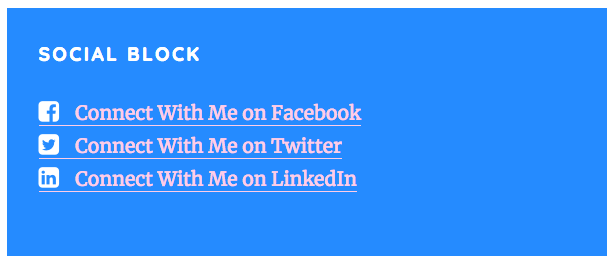 SOCIAL BLOCK
Connect With Me on Facebook
Connect With Me on Twitter
Connect With Me on LinkedIn